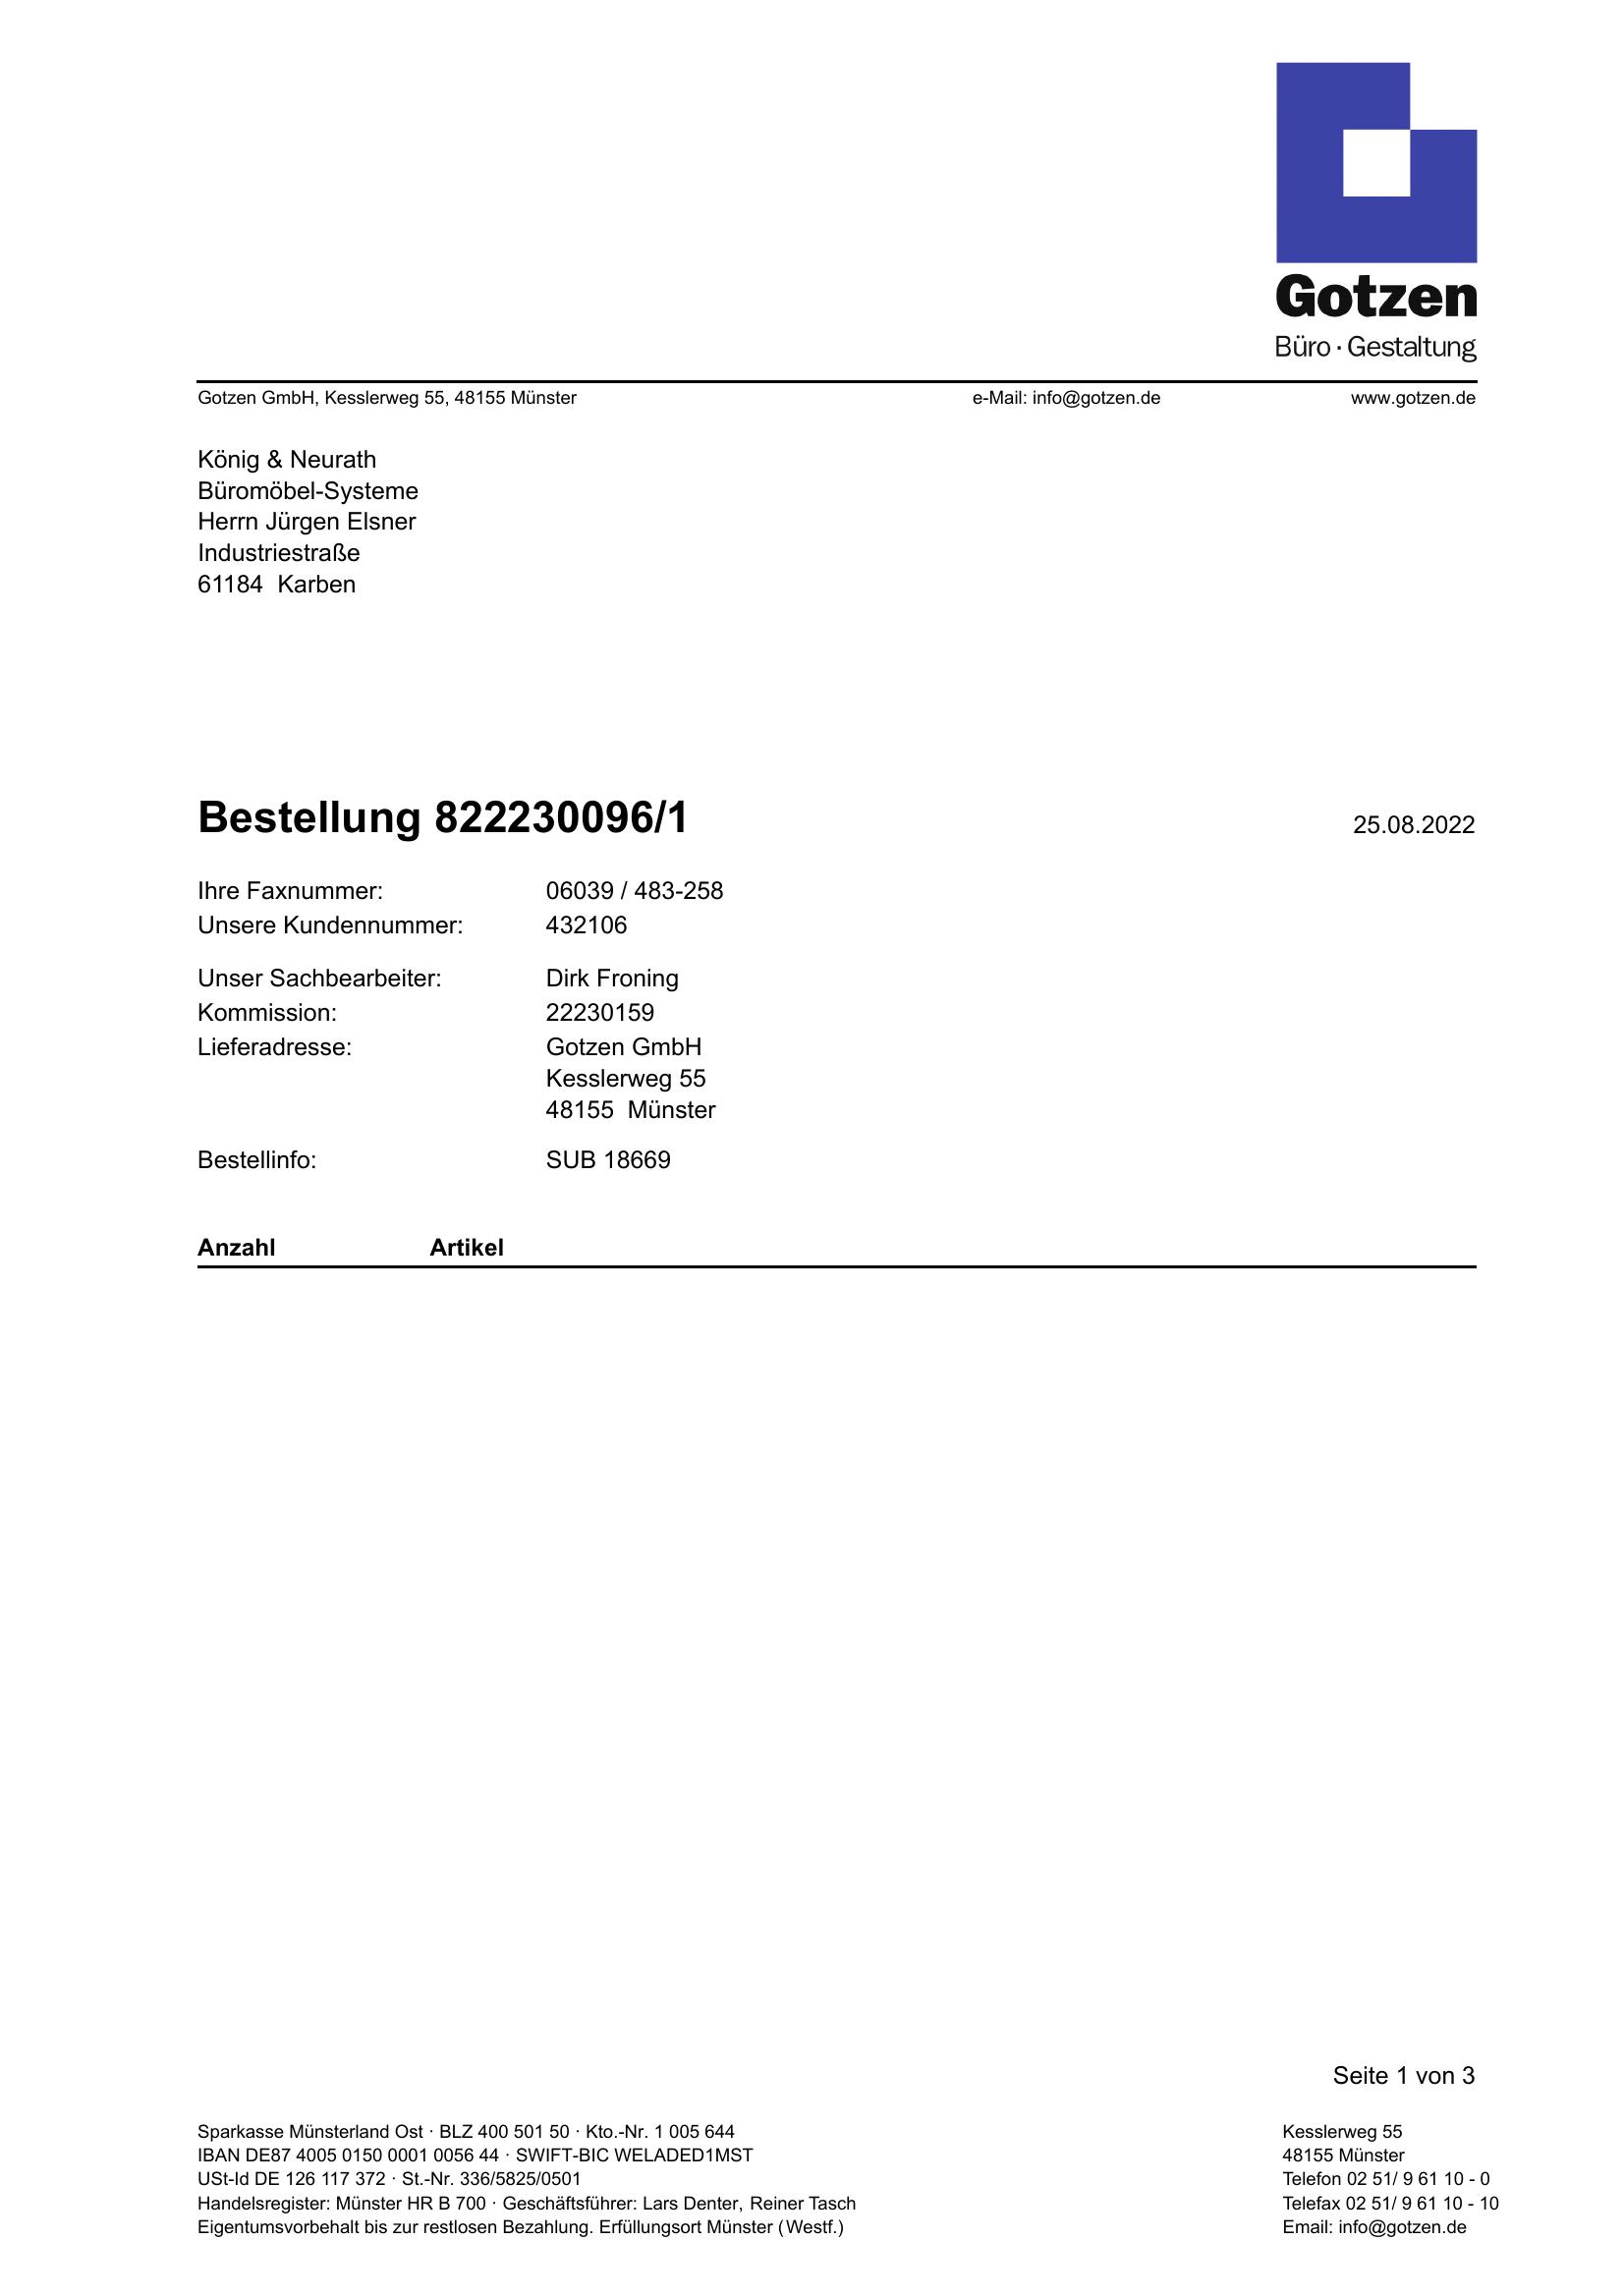 Gotzen
Büro · Gestaltung
Gotzen GmbH, Kesslerweg 55, 48155 Münster e-Mail: info@gotzen.de www.gotzen.de
König & Neurath
Büromöbel-Systeme
Herrn Jürgen Elsner
Industriestraße
61184 Karben
Bestellung 822230096/1 25.08.2022
Ihre Faxnummer: 06039 / 483-258
Unsere Kundennummer: 432106
Unser Sachbearbeiter: Dirk Froning
Kommission: 22230159
Lieferadresse: Gotzen GmbH
Kesslerweg 55
48155 Münster
Bestellinfo: SUB 18669
Anzahl Artikel
Seite 1 von 3
Sparkasse Münsterland Ost · BLZ 400 501 50 · Kto.-Nr. 1 005 644
IBAN DE87 4005 0150 0001 0056 44 · SWIFT-BIC WELADED1MST
USt-Id DE 126 117 372 · St.-Nr. 336/5825/0501
Handelsregister: Münster HR B 700 · Geschäftsführer: Lars Denter, Reiner Tasch
Eigentumsvorbehalt bis zur restlosen Bezahlung. Erfüllungsort Münster (Westf.)
Kesslerweg 55
48155 Münster
Telefon 02 51/ 9 61 10 - 0
Telefax 02 51/ 9 61 10 - 10
Email: info@gotzen.de